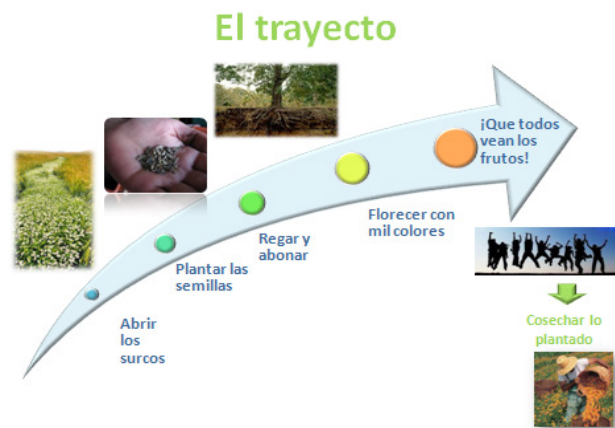 El trayecto
Abrir
los
surcos
Plantar las
semillas
Regar y
abonar
Florecer con
mil colores
¡Que todos
vean los
frutos!
Cosechar lo
plantado